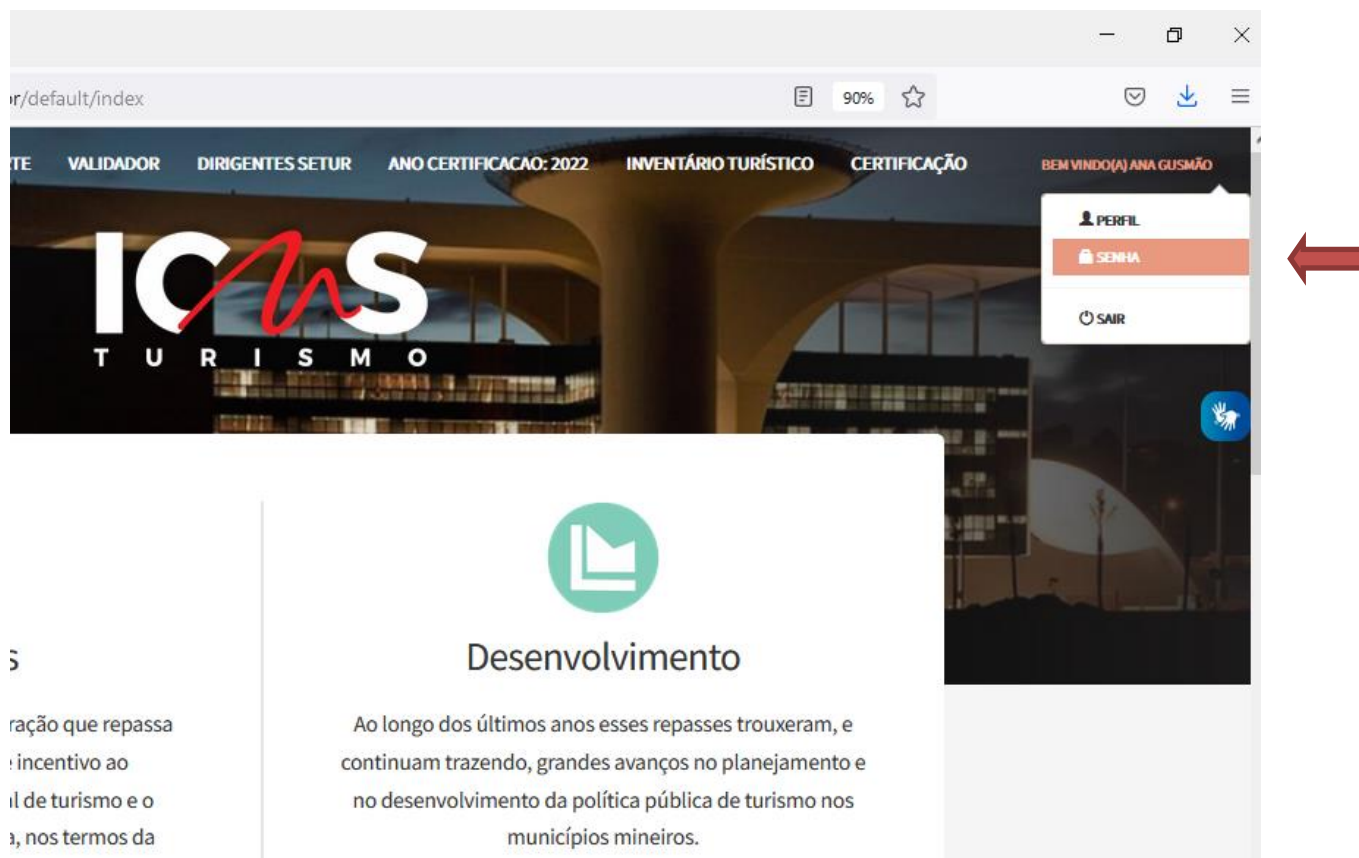 r/default/index
90%
RTE VALIDADOR DIRIGENTES SETUR ANO CERTIFICACAO: 2022 INVENTÁRIO TURÍSTICO CERTIFICAÇÃO BEM VINDO(A) ANA GUSMÃO
PERFIL
SENHA
SAIR
ICMS
TURISMO
s
ração que repassa
incentivo ao
l de turismo e o
a, nos termos da
Desenvolvimento
Ao longo dos últimos anos esses repasses trouxeram, e
continuam trazendo, grandes avanços no planejamento e
no desenvolvimento da política pública de turismo nos
municípios mineiros.